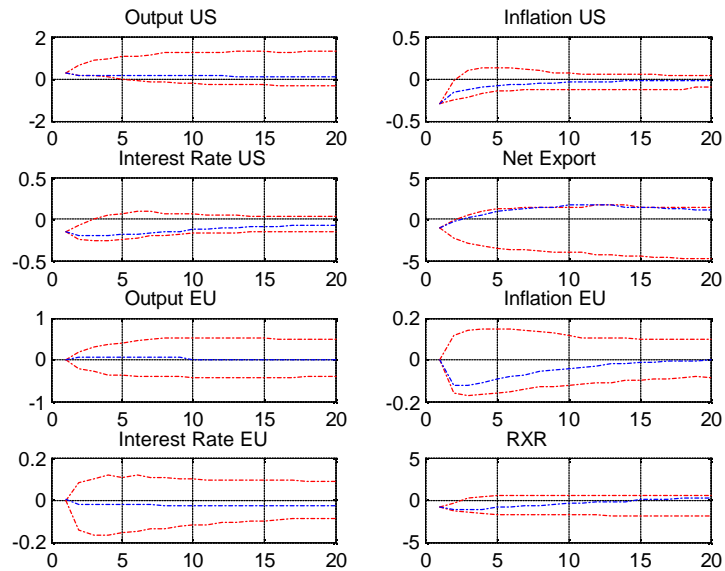 Output US
2
0
-2
0 5 10 15 20
Inflation US
0.5
0
-0.5
0 5 10 15 20
Interest Rate US
0.5
0
-0.5
0 5 10 15 20
Net Export
5
0
-5
0 5 10 15 20
Output EU
1
0
-1
0 5 10 15 20
Inflation EU
0.2
0
-0.2
0 5 10 15 20
Interest Rate EU
0.2
0
-0.2
0 5 10 15 20
RXR
5
0
-5
0 5 10 15 20